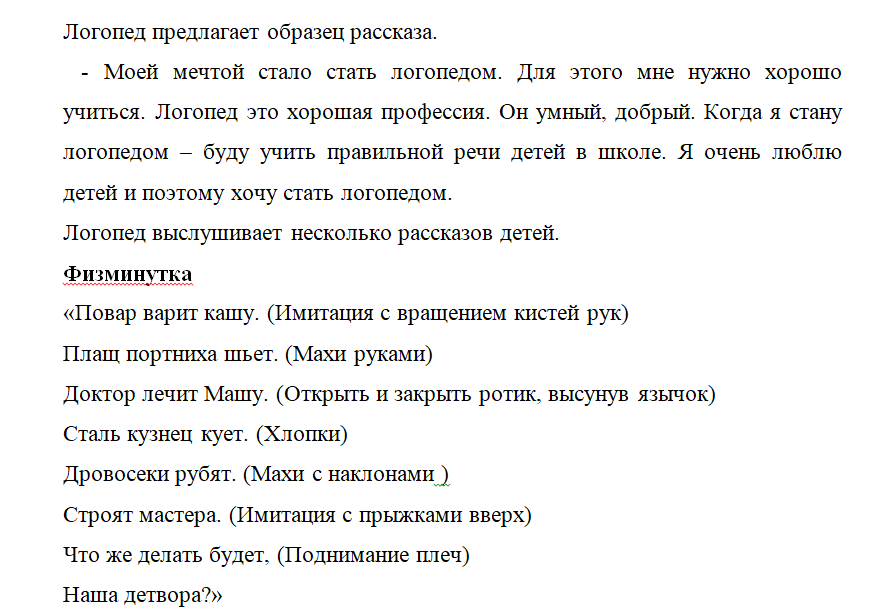 Логопед предлагает образец рассказа.
- Моей мечтой стало стать логопедом. Для этого мне нужно хорошо
учиться. Логопед это хорошая профессия. Он умный, добрый. Когда я стану
логопедом – буду учить правильной речи детей в школе. Я очень люблю
детей и поэтому хочу стать логопедом.
Логопед выслушивает несколько рассказов детей.
Физминутка
«Повар варит кашу. (Имитация с вращением кистей рук)
Плащ портниха шьет. (Махи руками)
Доктор лечит Машу. (Открыть и закрыть ротик, высунув язычок)
Сталь кузнец кует. (Хлопки)
Дровосеки рубят. (Махи с наклонами )
Строят мастера. (Имитация с прыжками вверх)
Что же делать будет, (Поднимание плеч)
Наша детвора?»